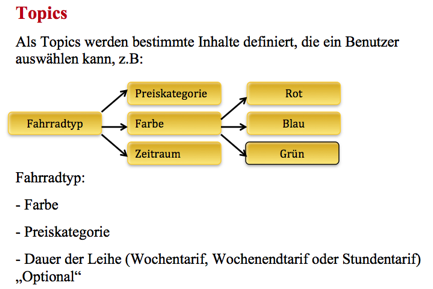 Topics
Als Topics werden bestimmte Inhalte definiert, die ein Benutzer
auswählen kann, z.B:
Preiskategorie
Rot
Fahrradtyp
Farbe
Blau
Zeitraum
Grün
Fahrradtyp:
- Farbe
- Preiskategorie
- Dauer der Leihe (Wochentarif, Wochenendtarif oder Stundentarif)
„Optional“